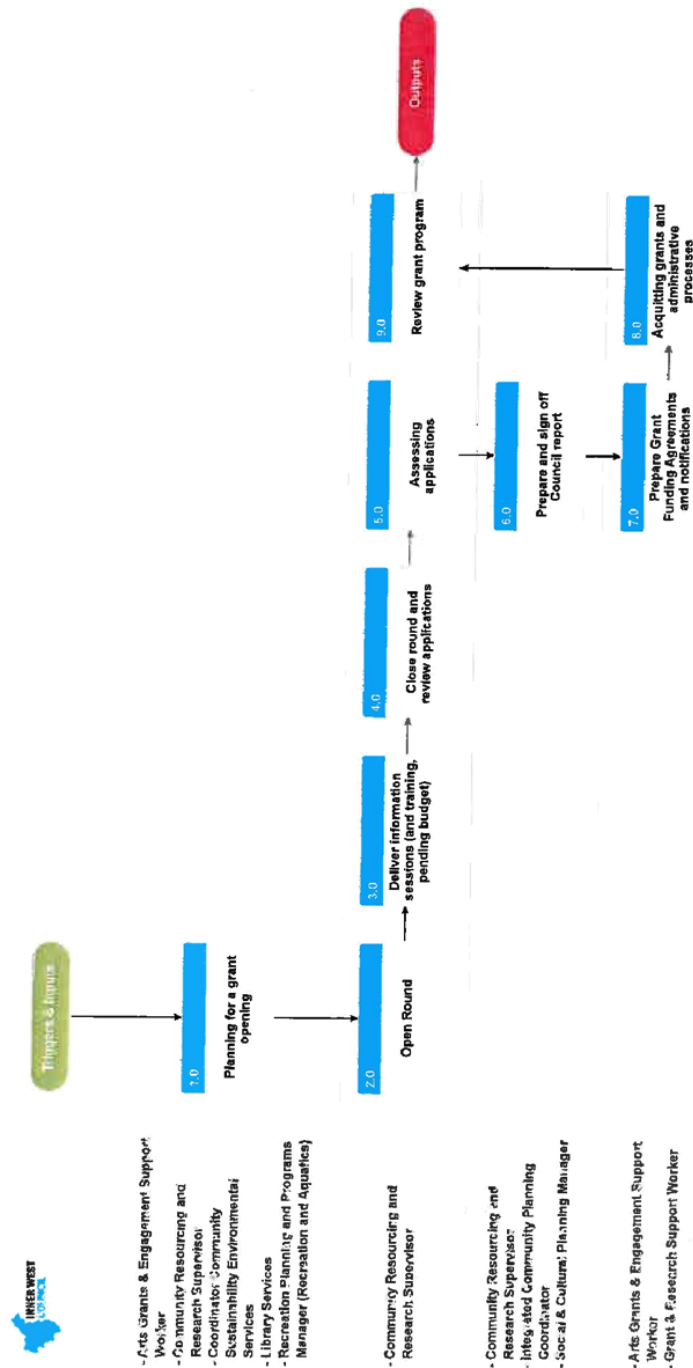 INNER WEST
COUNCIL
Triggers & Inputs
- Arts Grants & Engagement Support
Worker
- Community Resourcing and
Research Supervisor
- Coordinator Community
Sustainability Environmental
Services
- Library Services
- Recreation Planning and Programs
Manager (Recreation and Aquatics)
1.0
Planning for a grant
opening
- Community Resourcing and
Research Supervisor
2.0
Open Round
3.0
Deliver information
sessions (and training,
pending budget)
4.0
Close round and
review applications
5.0
Assessing
applications
9.0
Review grant program
Outputs
- Community Resourcing and
Research Supervisor
- Integrated Community Planning
Coordinator
- Social & Cultural Planning Manager
6.0
Prepare and sign off
Council report
- Arts Grants & Engagement Support
Worker
- Grant & Research Support Worker
7.0
Prepare Grant
Funding Agreements
and notifications
8.0
Acquitting grants and
administrative
processes